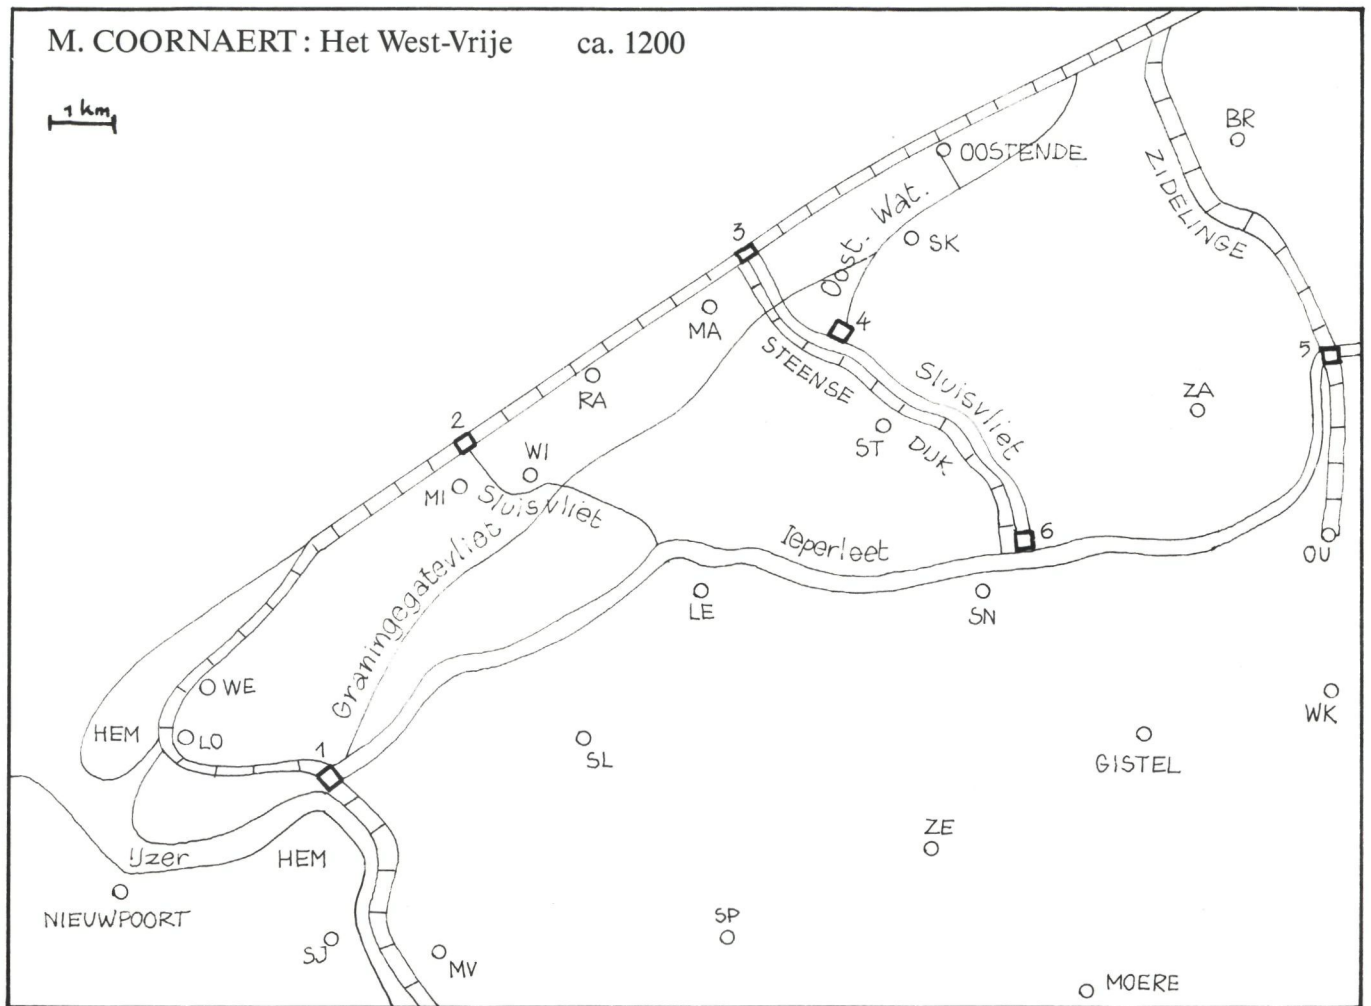 M. COORNAERT : Het West-Vrije ca. 1200
1 km
BR
OOSTENDE
ZIDELINGE
Oost. Wat.
SK
3
MA
4
STEENSE
DIJK
Sluisvliet
5
ZA
RA
2
ST
WI
MI
Sluisvliet
6
Ieperleet
OU
Graningegatevliet
LE
SN
WE
WK
HEM
LO
1
SL
GISTEL
IJzer
HEM
ZE
NIEUWPOORT
SP
SJ
MV
MOERE